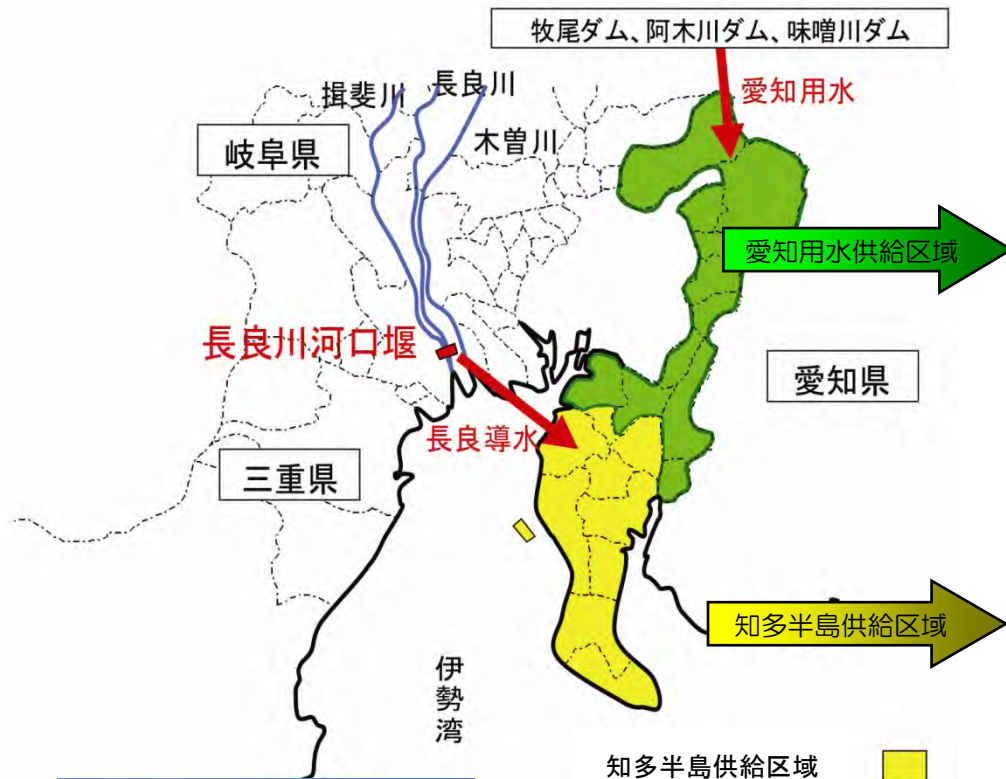 牧尾ダム、阿木川ダム、味噌川ダム
愛知用水
揖斐川
長良川
木曽川
岐阜県
愛知用水供給区域
長良川河口堰
愛知県
長良導水
三重県
知多半島供給区域
伊勢湾
知多半島供給区域